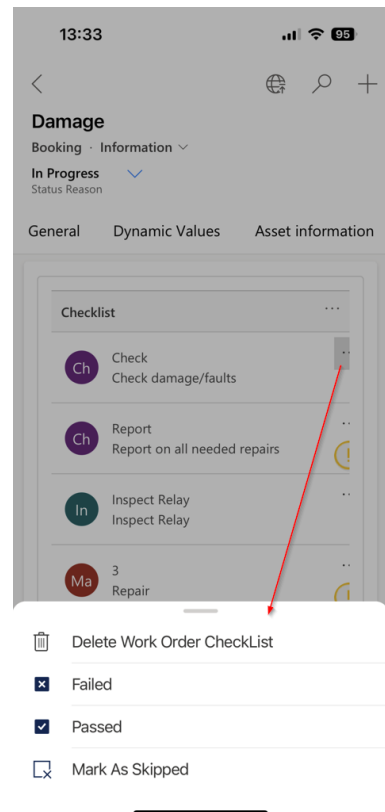 13:33
95
Damage
Booking · Information
In Progress
Status Reason
General Dynamic Values Asset information
Checklist ...
Ch
Check
Check damage/faults
Ch
Report
Report on all needed repairs
In
Inspect Relay
Inspect Relay
Ma
3
Repair
Delete Work Order CheckList
Failed
Passed
Mark As Skipped